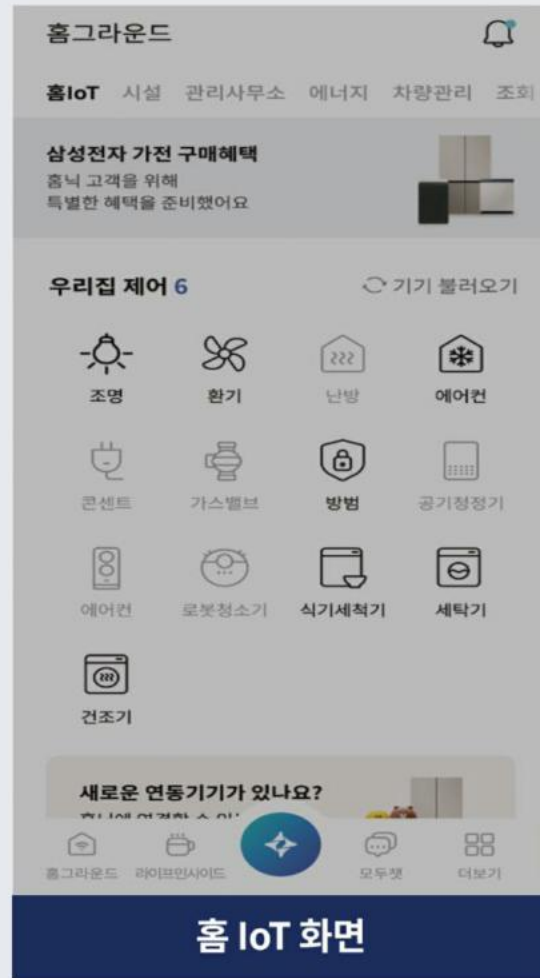 홈그라운드
홈IoT 시설 관리사무소 에너지 차량관리 조회
삼성전자 가전 구매혜택
홈닉 고객을 위해
특별한 혜택을 준비했어요
우리집 제어 6 기기 불러오기
조명 환기 난방 에어컨
콘센트 가스밸브 방범 공기청정기
에어컨 로봇청소기 식기세척기 세탁기
건조기
새로운 연동기기가 있나요?
홈그라운드 라이프인사이드 모두챗 더보기
홈 IoT 화면